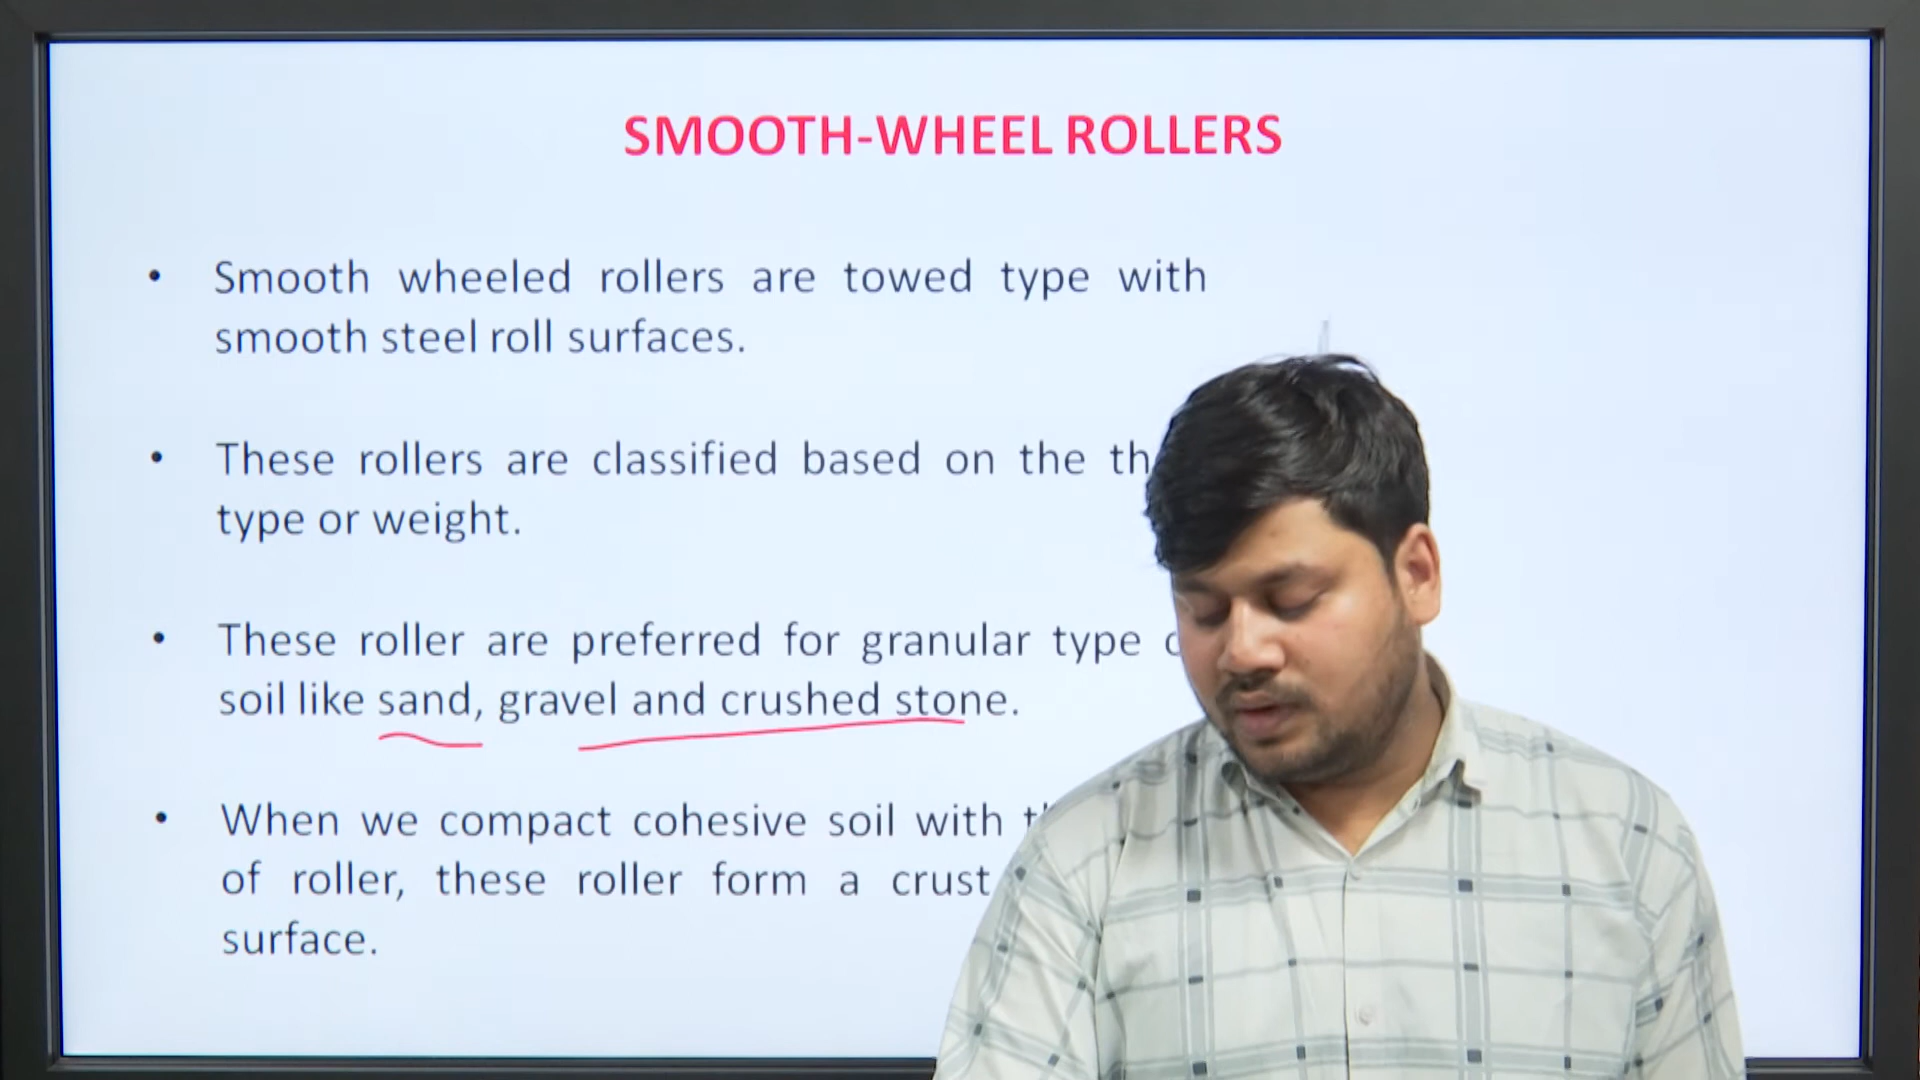 SMOOTH-WHEEL ROLLERS
• Smooth wheeled rollers are towed type with
smooth steel roll surfaces.
• These rollers are classified based on the
type or weight.
• These roller are preferred for granular type
soil like sand, gravel and crushed stone.
• When we compact cohesive soil with
of roller, these roller form a crust
surface.